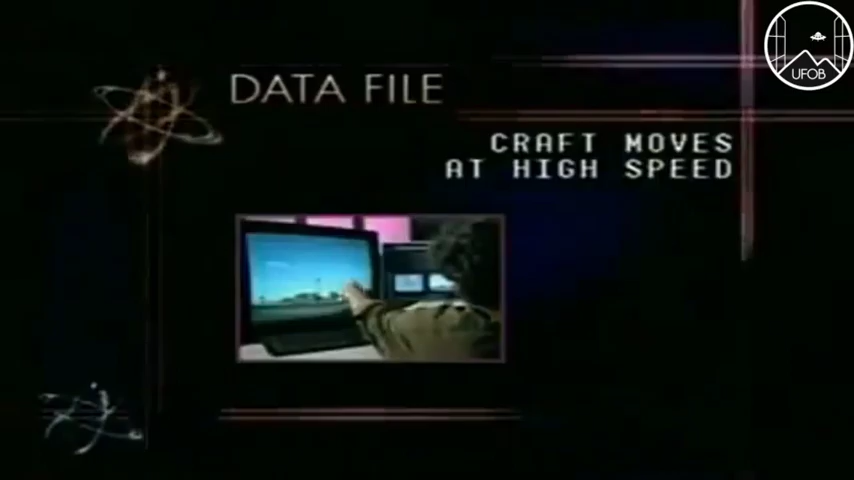 UFOB
DATA FILE
CRAFT MOVES
AT HIGH SPEED